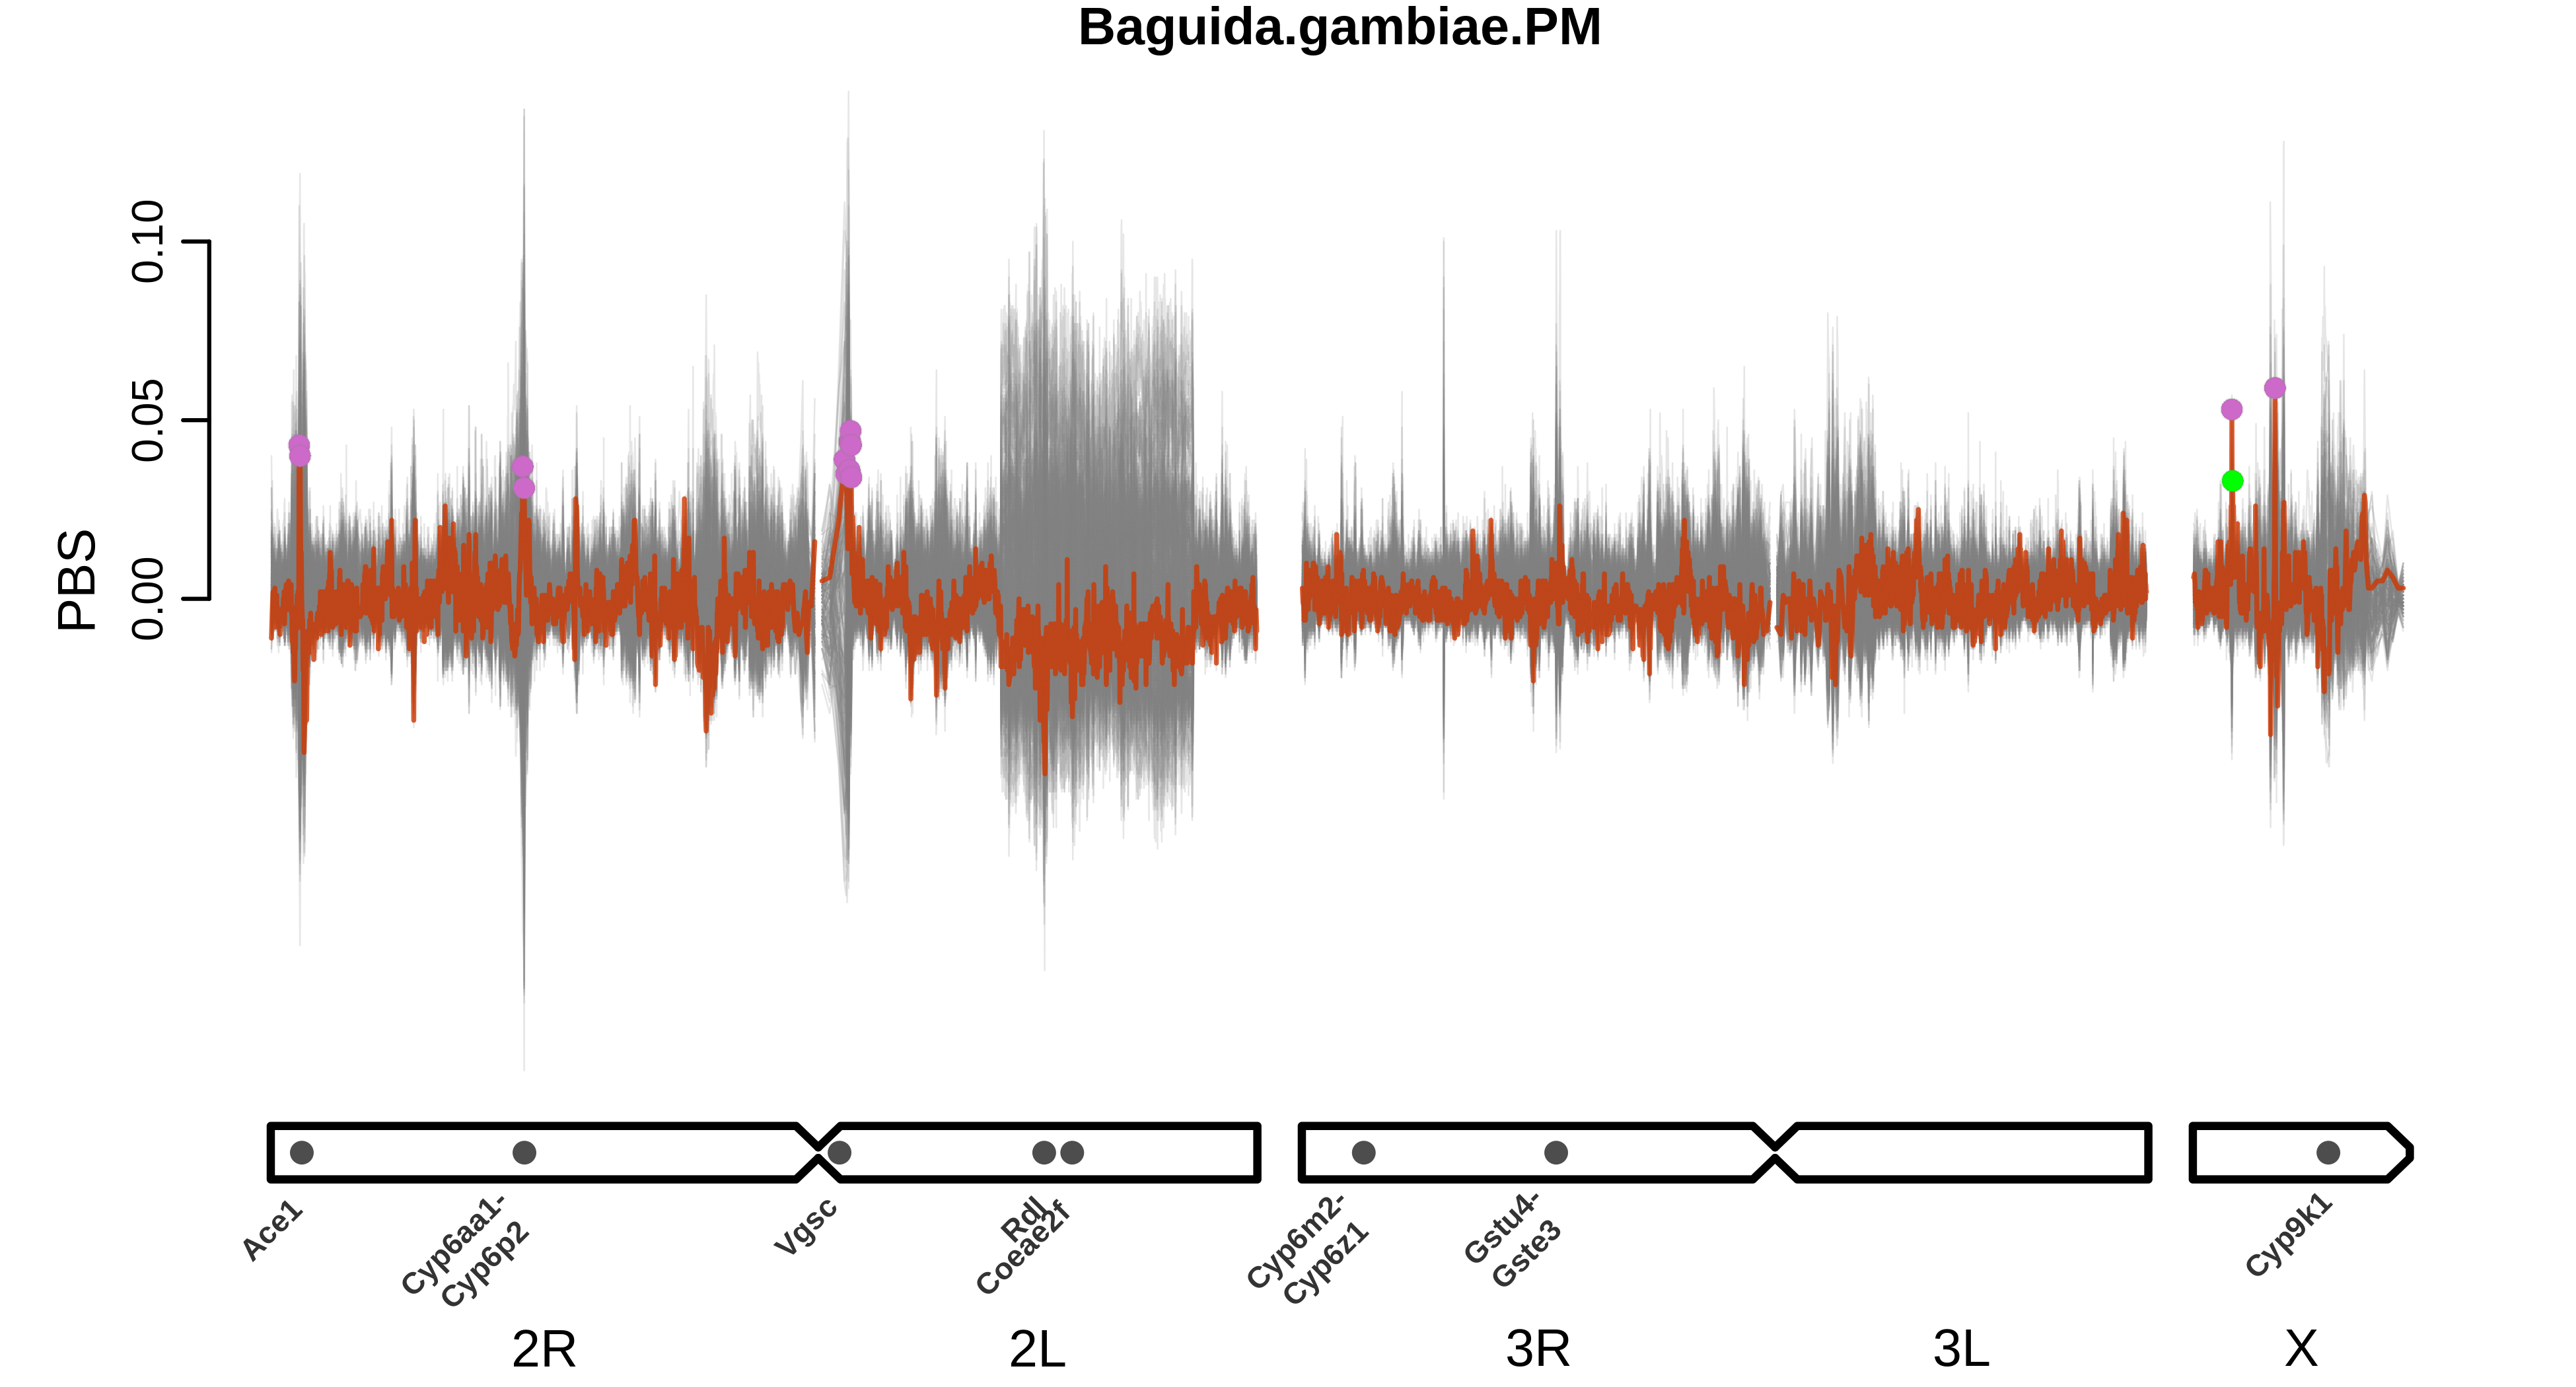 Baguida.gambiae.PM
PBS
0.10
0.05
0.00
Ace1
Cyp6aa1-
Cyp6p2
Vgsc
Rdl
Coeae2f
Cyp6m2-
Cyp6z1
Gstu4-
Gste3
Cyp9k1
2R
2L
3R
3L
X